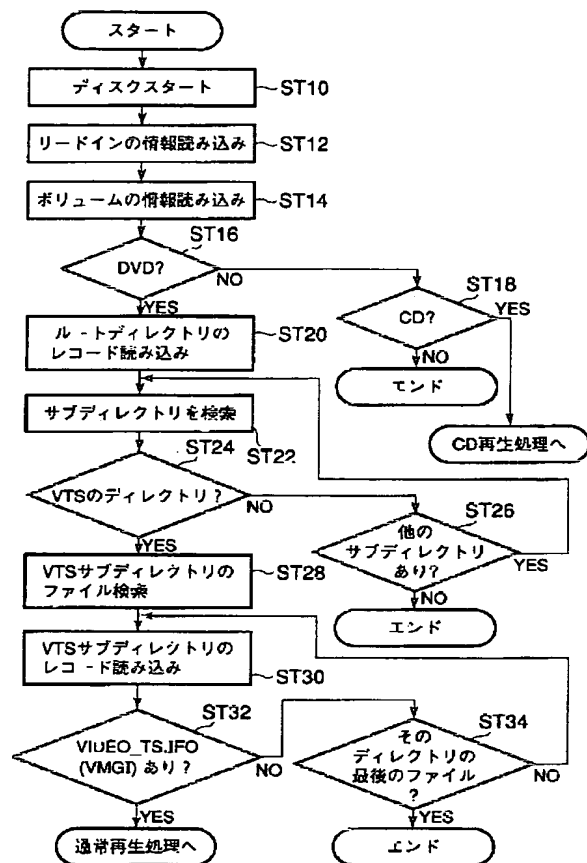 スタート
ディスクスタート
ST10
リードインの情報読み込み
ST12
ボリュームの情報読み込み
ST14
ST16
DVD?
NO
YES
ST18
CD?
YES
NO
エンド
CD再生処理へ
ルートディレクトリの
レコード読み込み
ST20
サブディレクトリを検索
ST22
ST24
VTSのディレクトリ?
NO
YES
ST26
他の
サブディレクトリ
あり?
YES
NO
エンド
VTSサブディレクトリの
ファイル検索
ST28
VTSサブディレクトリの
レコード読み込み
ST30
ST32
VIDEO_TS.IFO
(VMGI) あり?
NO
YES
通常再生処理へ
ST34
その
ディレクトリの
最後のファイル
?
NO
YES
エンド